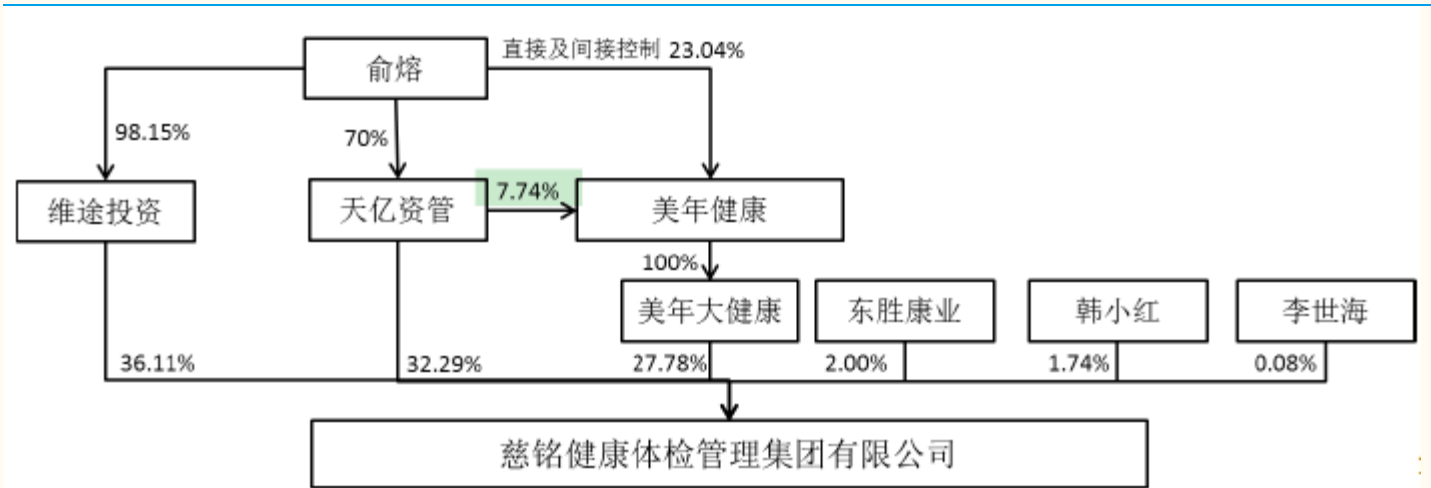 直接及间接控制 23.04%
俞熔
98.15%
70%
7.74%
维途投资
天亿资管
美年健康
100%
美年大健康
东胜康业
韩小红
李世海
36.11%
32.29%
27.78%
2.00%
1.74%
0.08%
慈铭健康体检管理集团有限公司